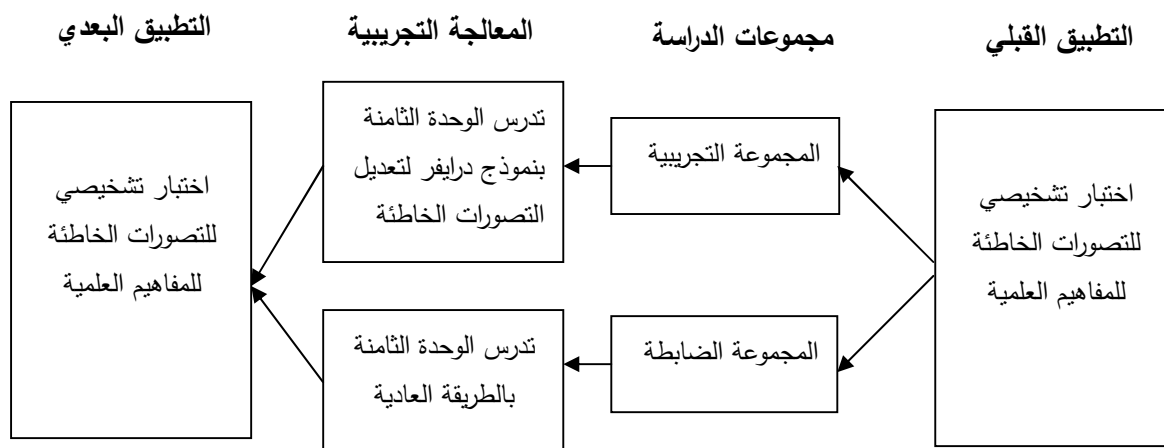 التطبيق القبلي
مجموعات الدراسة
المعالجة التجريبية
التطبيق البعدي
اختبار تشخيصي
للتصورات الخاطئة
للمفاهيم العلمية
المجموعة التجريبية
المجموعة الضابطة
تدرس الوحدة الثامنة
بنموذج درايفر لتعديل
التصورات الخاطئة
تدرس الوحدة الثامنة
بالطريقة العادية
اختبار تشخيصي
للتصورات الخاطئة
للمفاهيم العلمية